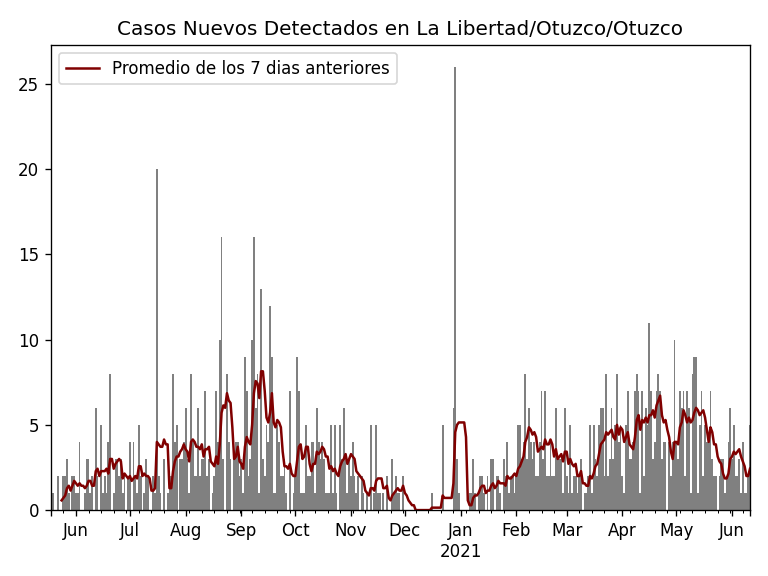 Casos Nuevos Detectados en La Libertad/Otuzco/Otuzco
Promedio de los 7 dias anteriores
25
20
15
10
5
0
Jun Jul Aug Sep Oct Nov Dec Jan Feb Mar Apr May Jun
2021